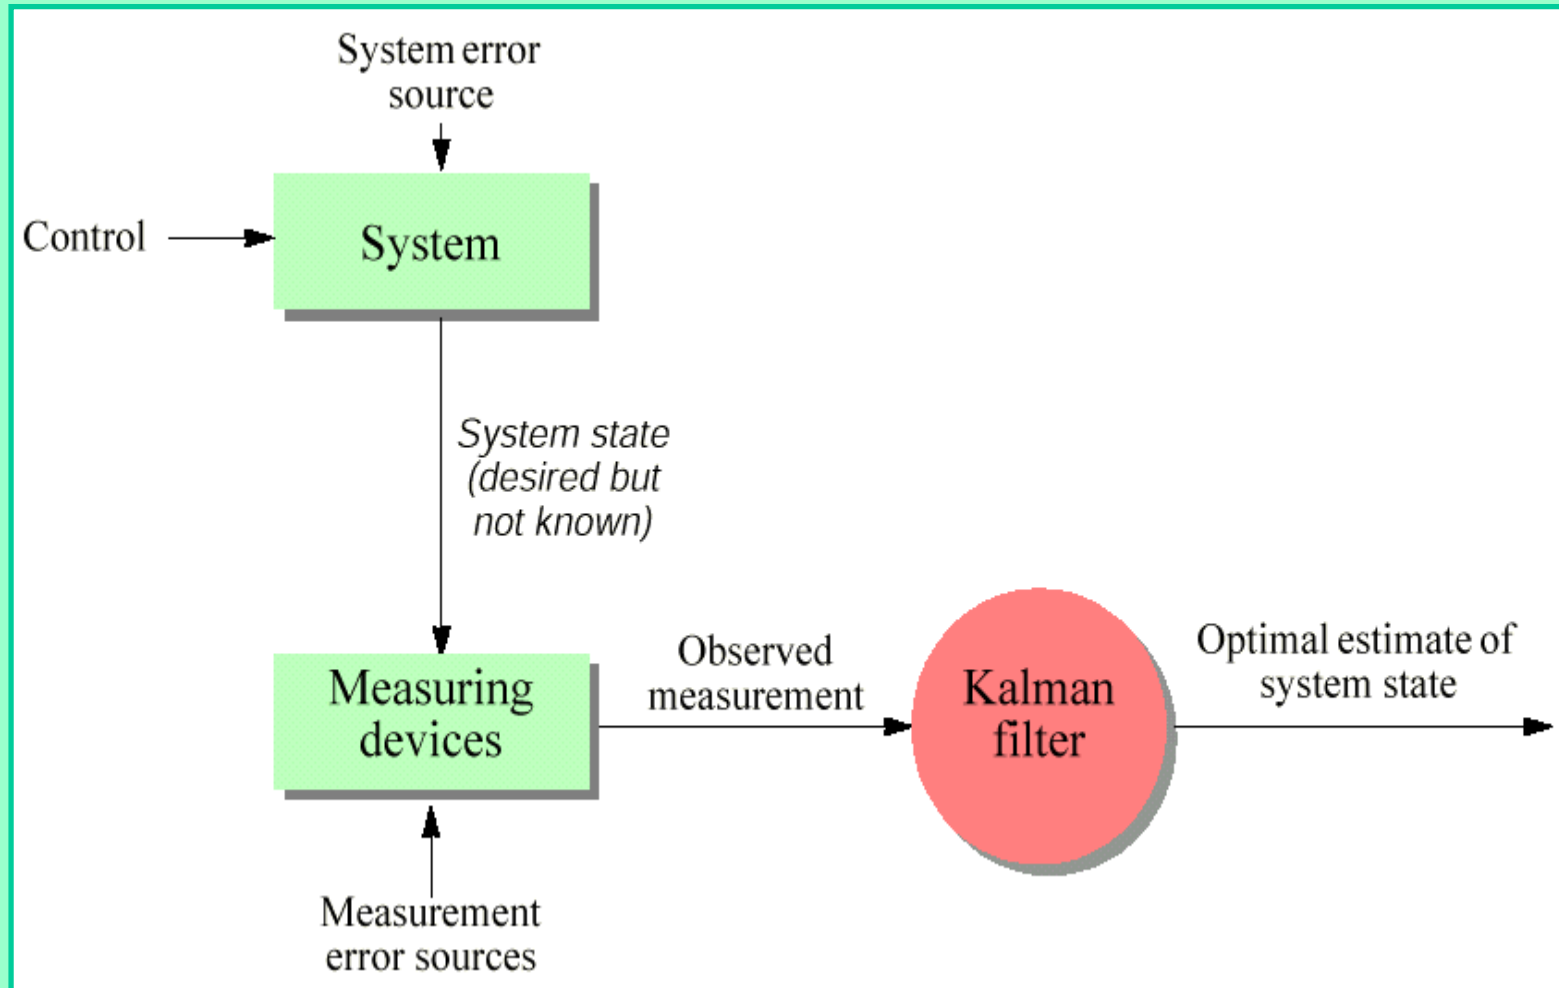 System error
source
Control
System
System state
(desired but
not known)
Measuring
devices
Observed
measurement
Kalman
filter
Optimal estimate of
system state
Measurement
error sources